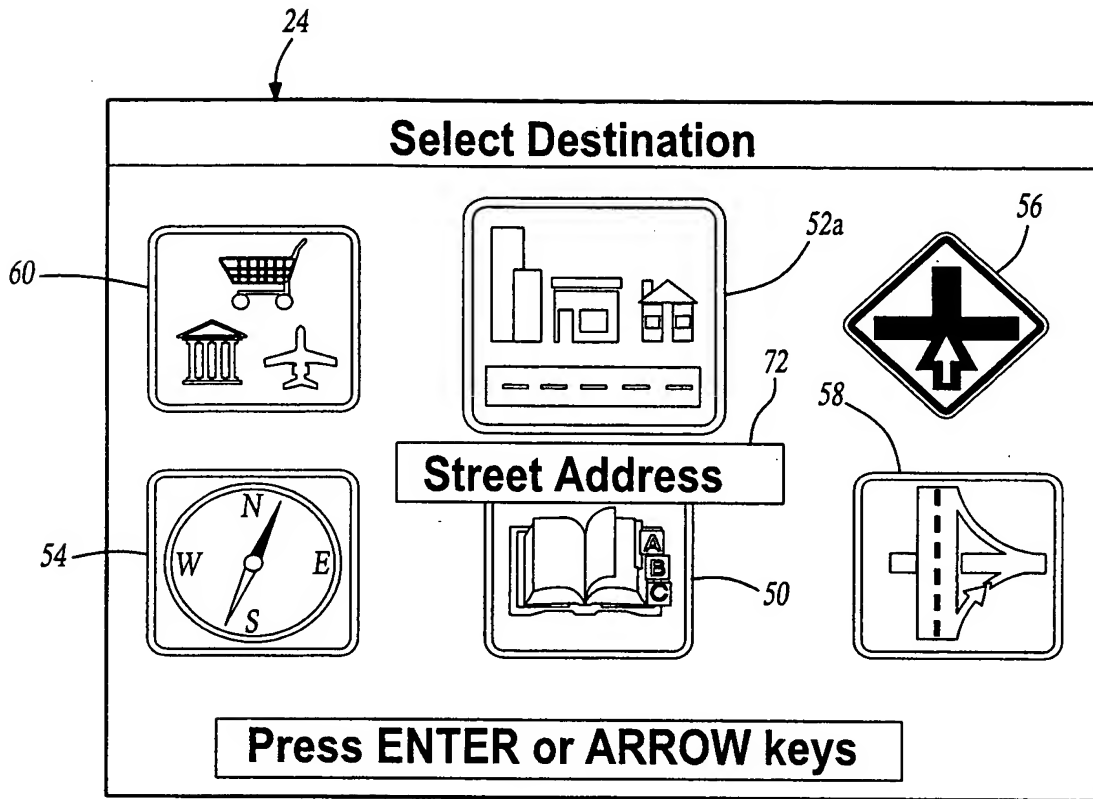 24
Select Destination
60
52a
56
72
58
Street Address
54
N
W
E
S
A
B
C
50
Press ENTER or ARROW keys